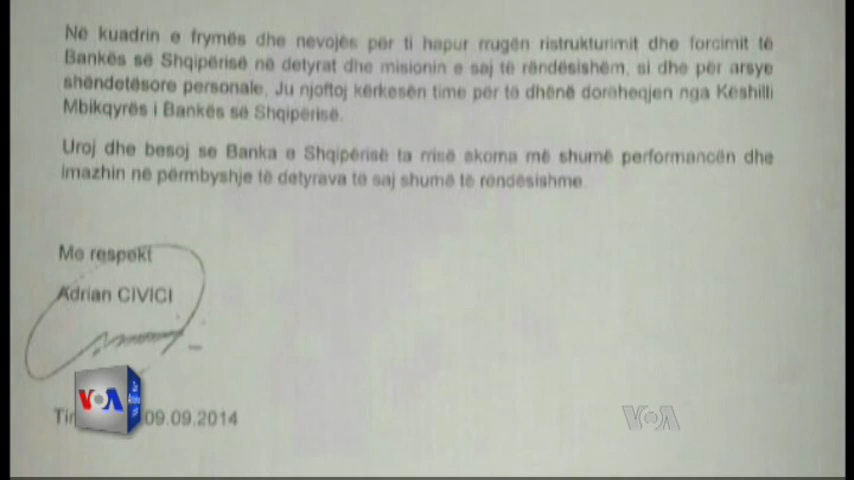 Në kuadrin e frymës dhe nevojës për ti hapur rrugën ristrukturimit dhe forcimit të
Bankës së Shqipërisë në detyrat dhe misionin e saj të rëndësishëm, si dhe për arsye
shëndetësore personale, Ju njoftoj kërkesën time për të dhënë dorëheqjen nga Këshilli
Mbikqyrës i Bankës së Shqipërisë.
Uroj dhe besoj se Banka e Shqipërisë ta rrisë akoma më shumë performancën dhe
imazhin në përmbyshje të detyrava të saj shumë të rëndësishme.
Me respekt
Adrian CIVICI
VOA
09.09.2014
VOA